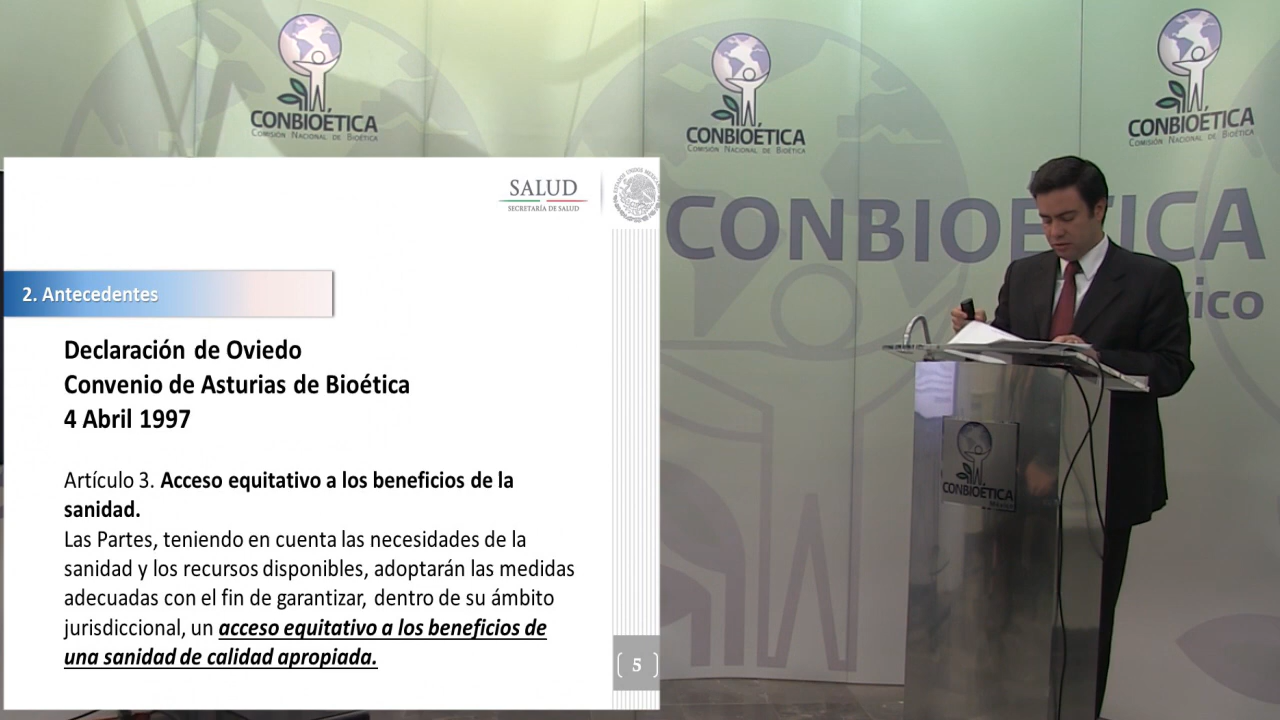 CONBIOÉTICA
COMISIÓN NACIONAL DE BIOÉTICA
CONBIOÉTICA
COMISIÓN NACIONAL DE BIOÉTICA
CONBIOÉTICA
COMISIÓN NACIONAL DE BIOÉTICA
SALUD
SECRETARÍA DE SALUD
CONBIOÉTICA
xico
2. Antecedentes
Declaración de Oviedo
Convenio de Asturias de Bioética
4 Abril 1997
Artículo 3. Acceso equitativo a los beneficios de la
sanidad.
Las Partes, teniendo en cuenta las necesidades de la
sanidad y los recursos disponibles, adoptarán las medidas
adecuadas con el fin de garantizar, dentro de su ámbito
jurisdiccional, un acceso equitativo a los beneficios de
una sanidad de calidad apropiada.
5
CONBIOÉTICA
MÉXICO